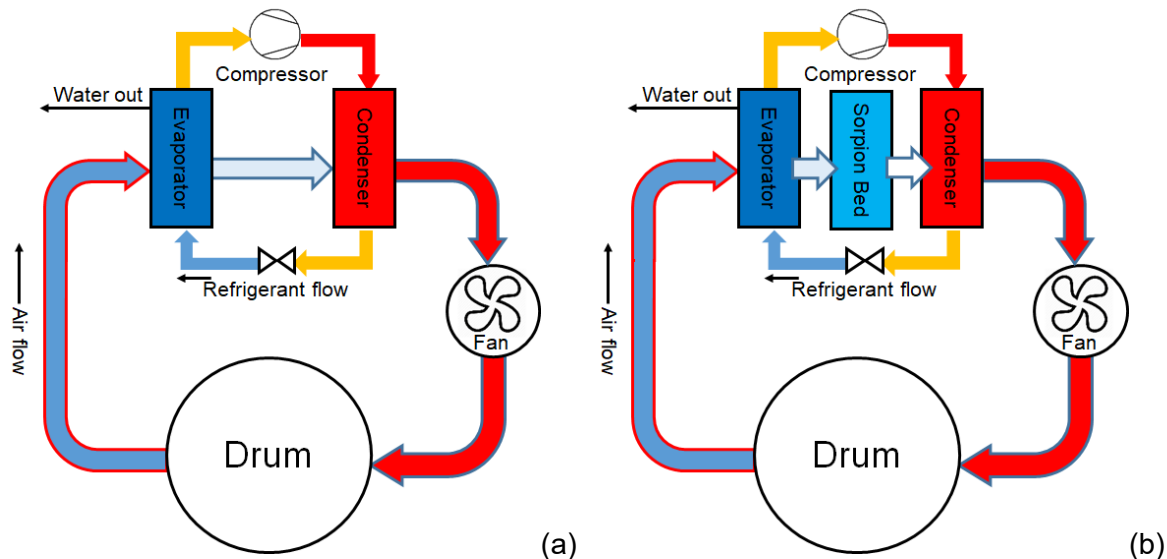 Compressor
Water out
Evaporator
Condenser
Refrigerant flow
Air flow
Fan
Drum
(a)
Compressor
Water out
Evaporator
Sorpion Bed
Condenser
Refrigerant flow
Air flow
Fan
Drum
(b)